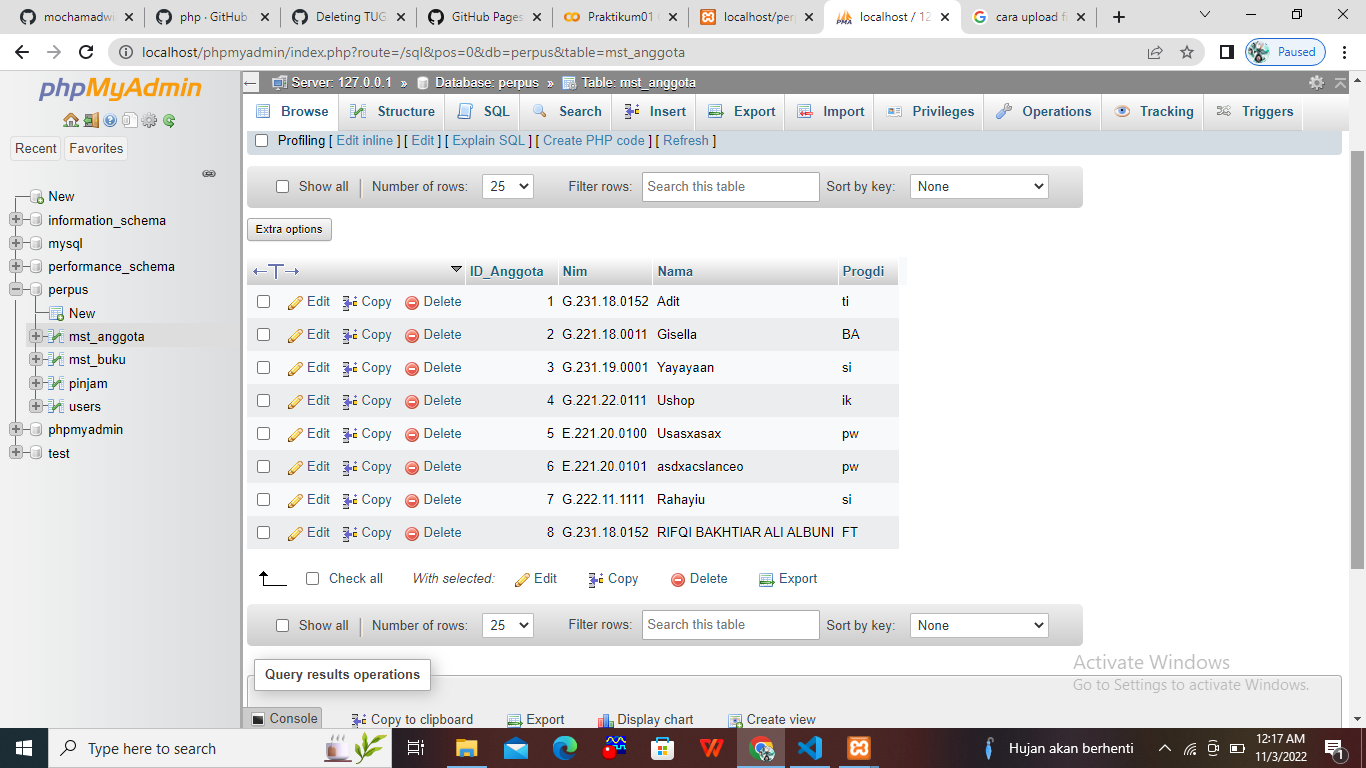 mochamadwi
php · GitHub
Deleting TUG
GitHub Pages
Praktikum01
localhost/per
localhost / 12
cara upload f
localhost/phpmyadmin/index.php?route=/sql&pos=0&db=perpus&table=mst_anggota
Paused
phpMyAdmin
Recent Favorites
New
information_schema
mysql
performance_schema
perpus
New
mst_anggota
mst_buku
pinjam
users
phpmyadmin
test
Server: 127.0.0.1 » Database: perpus » Table: mst_anggota
Browse Structure SQL Search Insert Export Import Privileges Operations Tracking Triggers
Profiling [ Edit inline ] [ Edit ] [ Explain SQL ] [ Create PHP code ] [ Refresh ]
Show all Number of rows: 25 Filter rows: Search this table Sort by key: None
Extra options
ID_Anggota Nim Nama Progdi
Edit Copy Delete 1 G.231.18.0152 Adit ti
Edit Copy Delete 2 G.221.18.0011 Gisella BA
Edit Copy Delete 3 G.231.19.0001 Yayayaan si
Edit Copy Delete 4 G.221.22.0111 Ushop ik
Edit Copy Delete 5 E.221.20.0100 Usasxasax pw
Edit Copy Delete 6 E.221.20.0101 asdxacslanceo pw
Edit Copy Delete 7 G.222.11.1111 Rahayiu si
Edit Copy Delete 8 G.231.18.0152 RIFQI BAKHTIAR ALI ALBUNI FT
Check all With selected: Edit Copy Delete Export
Show all Number of rows: 25 Filter rows: Search this table Sort by key: None
Query results operations
Activate Windows
Go to Settings to activate Windows.
Console
Copy to clipboard Export Display chart Create view
Type here to search
Hujan akan berhenti
12:17 AM
11/3/2022
1